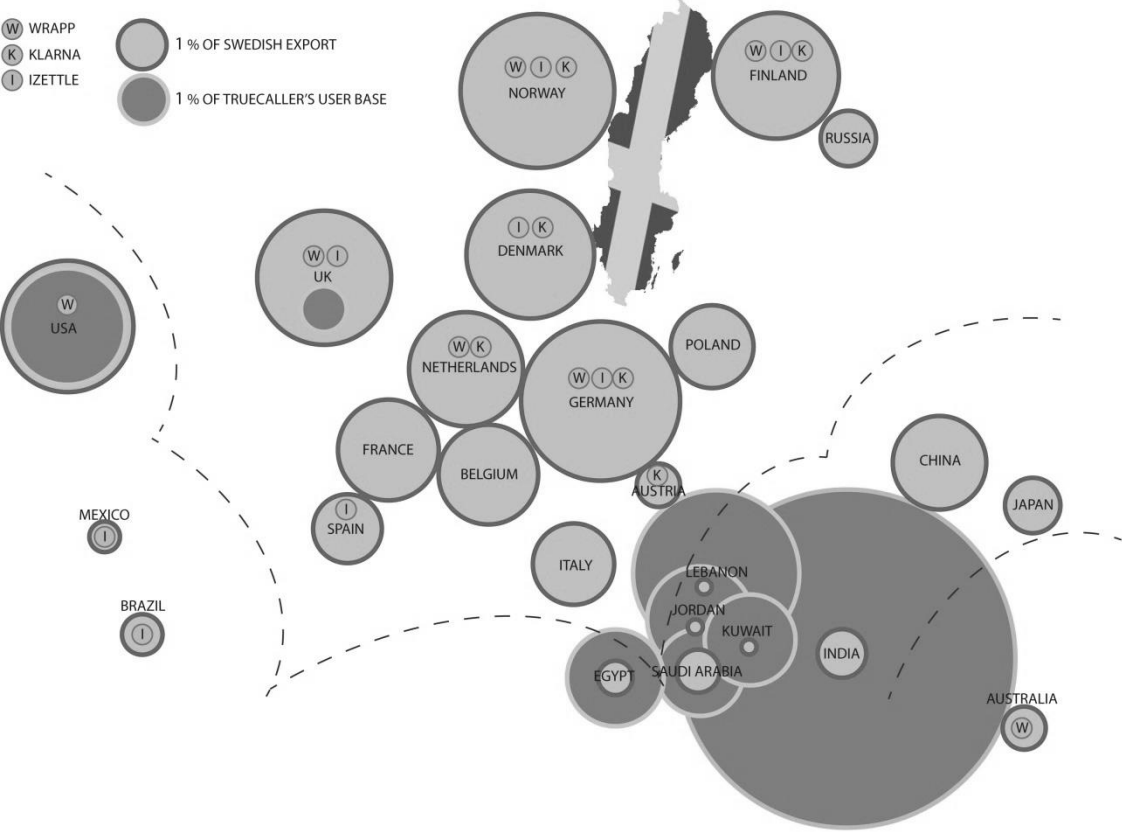 W WRAPP
K KLARNA
I IZETTLE
1 % OF SWEDISH EXPORT
1 % OF TRUECALLER'S USER BASE
W I K
NORWAY
W I K
FINLAND
RUSSIA
I K
DENMARK
W I
UK
W
USA
W K
NETHERLANDS
W I K
GERMANY
POLAND
FRANCE
BELGIUM
K
AUSTRIA
CHINA
JAPAN
I
SPAIN
MEXICO
I
ITALY
LEBANON
BRAZIL
I
JORDAN
KUWAIT
EGYPT
SAUDI ARABIA
INDIA
AUSTRALIA
W